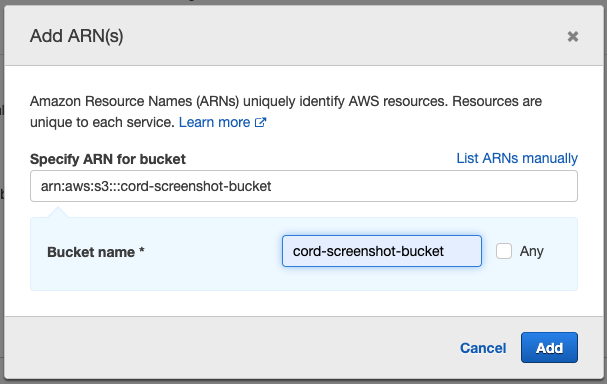 Add ARN(s)
Amazon Resource Names (ARNs) uniquely identify AWS resources. Resources are
unique to each service. Learn more
Specify ARN for bucket
List ARNs manually
arn:aws:s3:::cord-screenshot-bucket
Bucket name *
cord-screenshot-bucket
Any
Cancel
Add